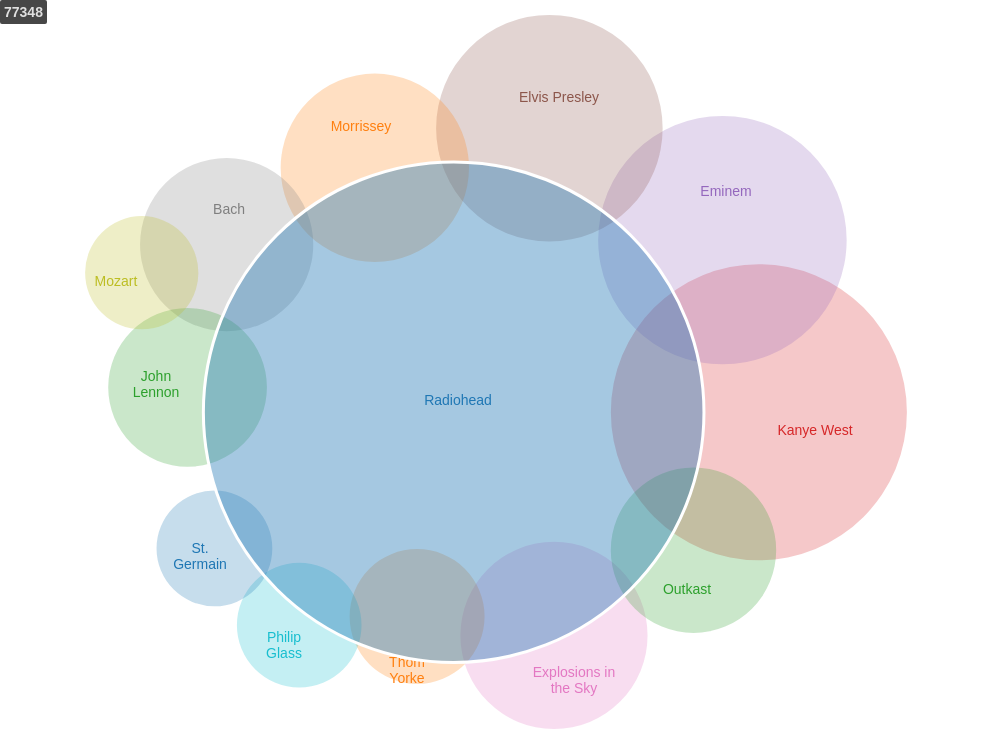 77348
Elvis Presley
Morrissey
Eminem
Bach
Mozart
John
Lennon
Radiohead
Kanye West
St.
Germain
Outkast
Philip
Glass
Thom
Yorke
Explosions in
the Sky